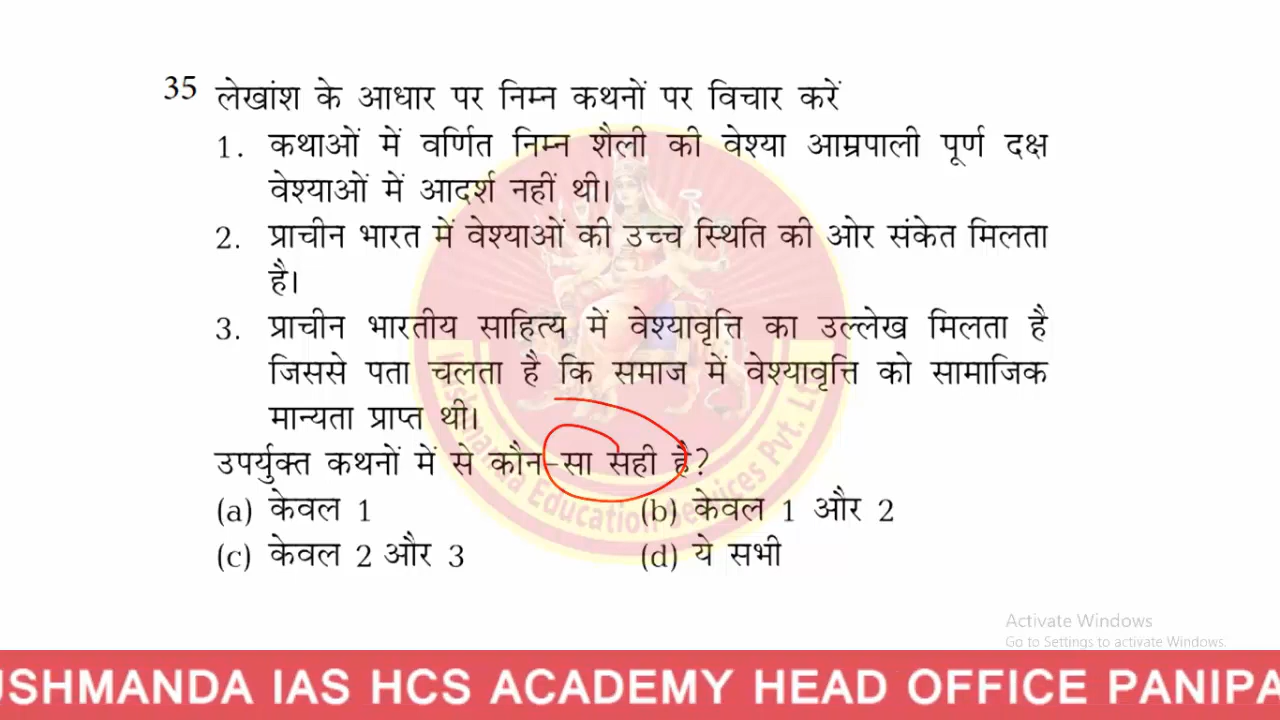 35 लेखांश के आधार पर निम्न कथनों पर विचार करें
1. कथाओं में वर्णित निम्न शैली की वेश्या आम्रपाली पूर्ण दक्ष
वेश्याओं में आदर्श नहीं थी।
2. प्राचीन भारत में वेश्याओं की उच्च स्थिति की ओर संकेत मिलता
है।
3. प्राचीन भारतीय साहित्य में वेश्यावृत्ति का उल्लेख मिलता है
जिससे पता चलता है कि समाज में वेश्यावृत्ति को सामाजिक
मान्यता प्राप्त थी।
उपर्युक्त कथनों में से कौन-सा सही है?
(a) केवल 1 (b) केवल 1 और 2
(c) केवल 2 और 3 (d) ये सभी
Education Services Pvt.
Activate Windows
Go to Settings to activate Windows.
USHMANDA IAS HCS ACADEMY HEAD OFFICE PANIPA